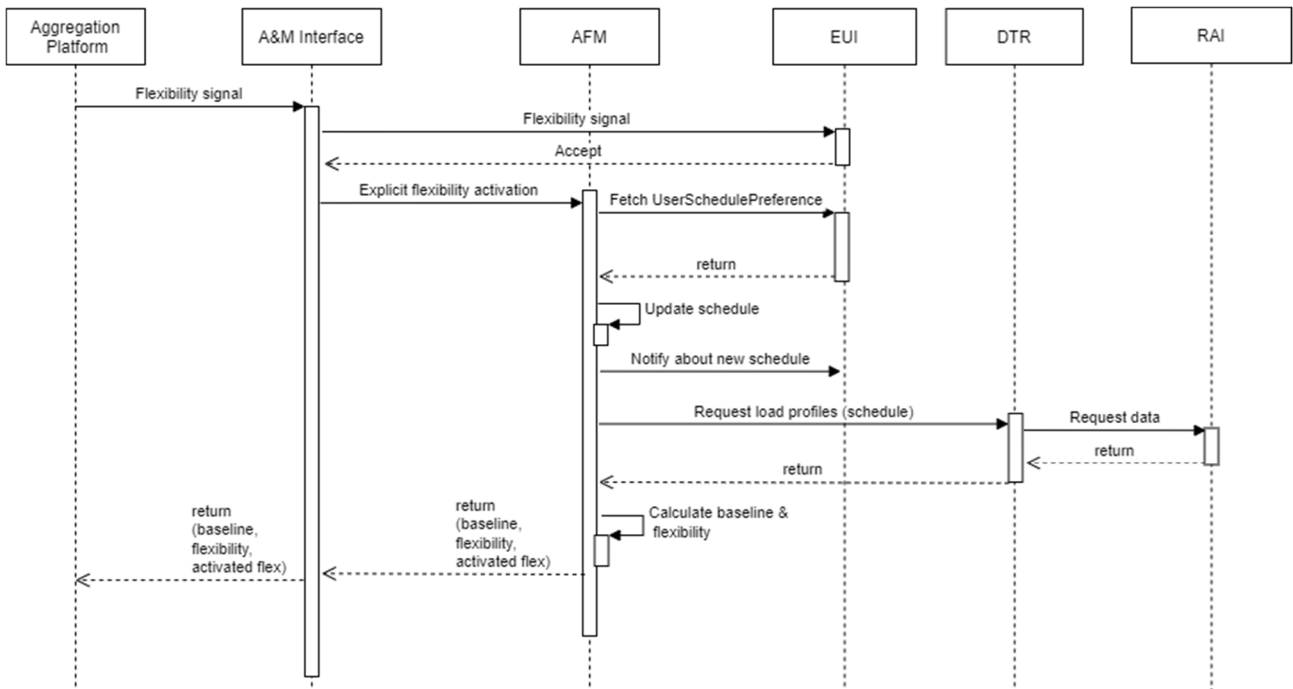 Aggregation
Platform
A&M Interface
AFM
EUI
DTR
RAI
Flexibility signal
Flexibility signal
Accept
Explicit flexibility activation
Fetch UserSchedulePreference
return
Update schedule
Notify about new schedule
Request load profiles (schedule)
Request data
return
return
Calculate baseline &
flexibility
return
(baseline,
flexibility,
activated flex)
return
(baseline,
flexibility,
activated flex)